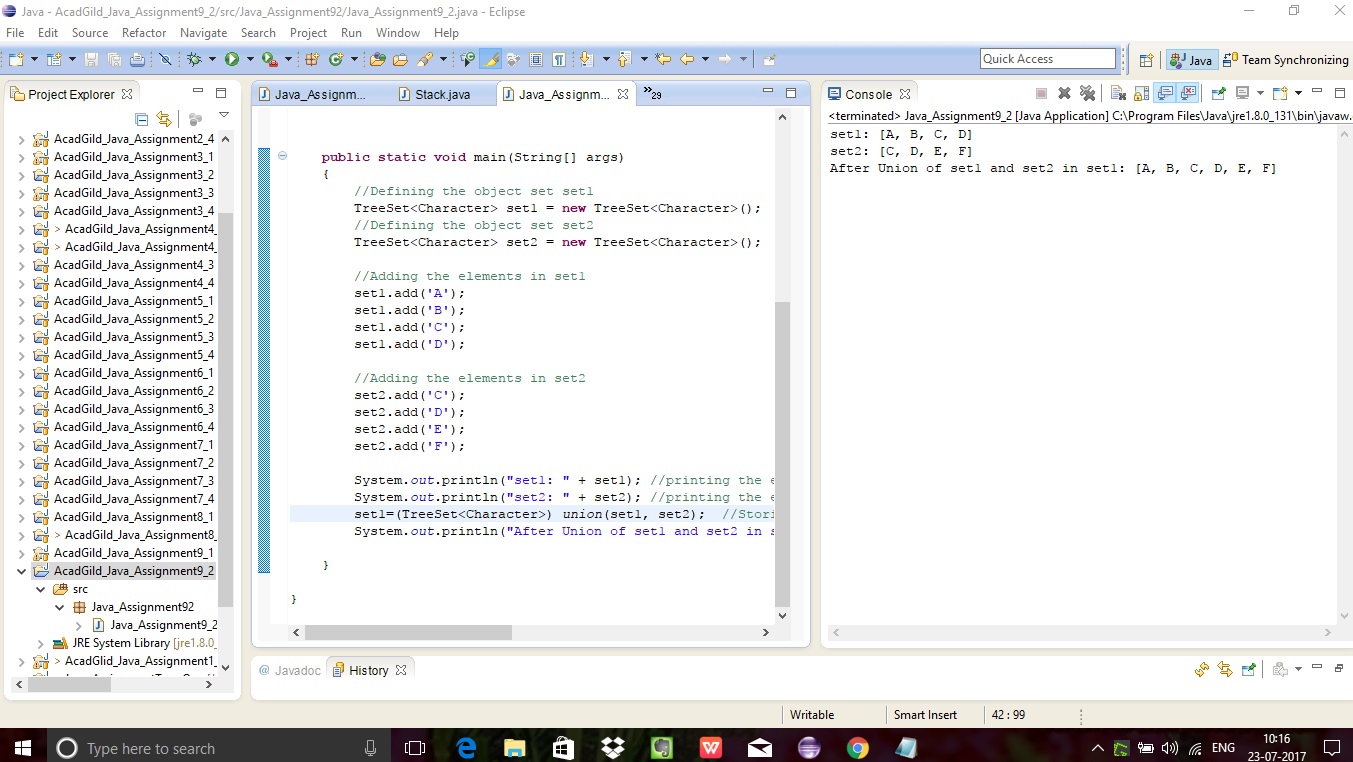 Java - AcadGild_Java_Assignment9_2/src/Java_Assignment92/Java_Assignment9_2.java - Eclipse
File Edit Source Refactor Navigate Search Project Run Window Help
Quick Access
Java
Team Synchronizing
Project Explorer
AcadGild_Java_Assignment2_4
AcadGild_Java_Assignment3_1
AcadGild_Java_Assignment3_2
AcadGild_Java_Assignment3_3
AcadGild_Java_Assignment3_4
> AcadGild_Java_Assignment4_
> AcadGild_Java_Assignment4_
AcadGild_Java_Assignment4_3
AcadGild_Java_Assignment4_4
AcadGild_Java_Assignment5_1
AcadGild_Java_Assignment5_2
AcadGild_Java_Assignment5_3
AcadGild_Java_Assignment5_4
AcadGild_Java_Assignment6_1
AcadGild_Java_Assignment6_2
AcadGild_Java_Assignment6_3
AcadGild_Java_Assignment6_4
AcadGild_Java_Assignment7_1
AcadGild_Java_Assignment7_2
AcadGild_Java_Assignment7_3
AcadGild_Java_Assignment7_4
AcadGild_Java_Assignment8_1
> AcadGild_Java_Assignment8_
AcadGild_Java_Assignment9_1
AcadGild_Java_Assignment9_2
src
Java_Assignment92
Java_Assignment9_2
JRE System Library [jre1.8.0_
> AcadGild_Java_Assignment1_
Java_Assignm...
Stack.java
Java_Assignm...
»29
public static void main(String[] args)
{
//Defining the object set set1
TreeSet<Character> set1 = new TreeSet<Character>();
//Defining the object set set2
TreeSet<Character> set2 = new TreeSet<Character>();
//Adding the elements in set1
set1.add('A');
set1.add('B');
set1.add('C');
set1.add('D');
//Adding the elements in set2
set2.add('C');
set2.add('D');
set2.add('E');
set2.add('F');
System.out.println("set1: " + set1); //printing the e
System.out.println("set2: " + set2); //printing the e
set1=(TreeSet<Character>) union(set1, set2); //Stori
System.out.println("After Union of set1 and set2 in s
}
}
Console
<terminated> Java_Assignment9_2 [Java Application] C:\Program Files\Java\jre1.8.0_131\bin\javaw.
set1: [A, B, C, D]
set2: [C, D, E, F]
After Union of set1 and set2 in set1: [A, B, C, D, E, F]
@ Javadoc
History
Writable
Smart Insert
42 : 99
Type here to search
ENG
10:16
23-07-2017